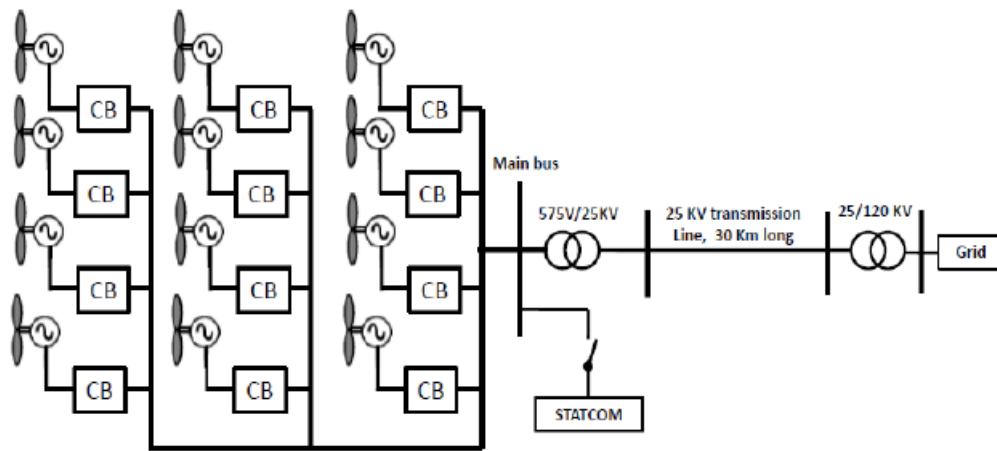 CB
CB
CB
CB
CB
CB
CB
CB
CB
CB
CB
CB
Main bus
575V/25KV
25 KV transmission
Line, 30 Km long
25/120 KV
Grid
STATCOM